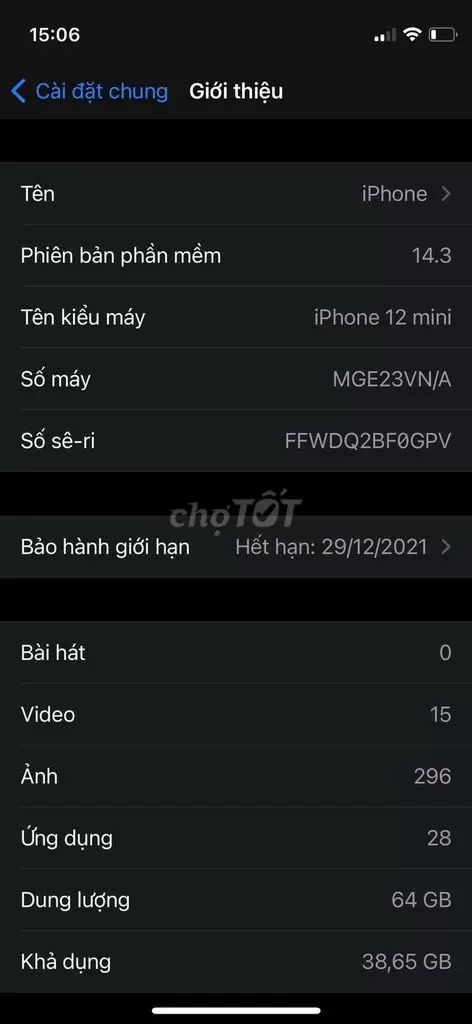 15:06
Cài đặt chung Giới thiệu
Tên iPhone
Phiên bản phần mềm 14.3
Tên kiểu máy iPhone 12 mini
Số máy MGE23VN/A
Số sê-ri FFWDQ2BF0GPV
chợTỐT
Bảo hành giới hạn Hết hạn: 29/12/2021
Bài hát 0
Video 15
Ảnh 296
Ứng dụng 28
Dung lượng 64 GB
Khả dụng 38,65 GB